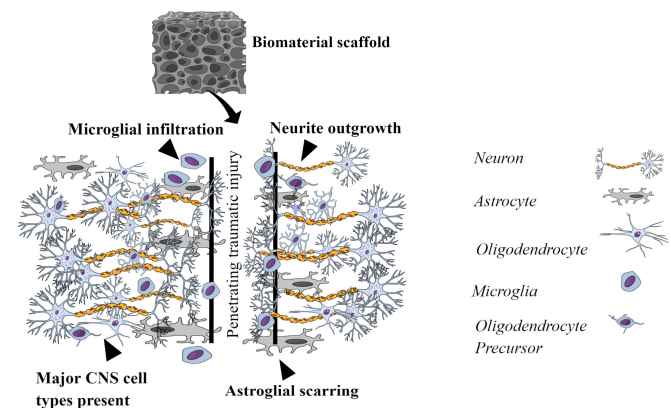 Biomaterial scaffold
Microglial infiltration
Neurite outgrowth
Penetrating traumatic injury
Major CNS cell
types present
Astroglial scarring
Neuron
Astrocyte
Oligodendrocyte
Microglia
Oligodendrocyte
Precursor